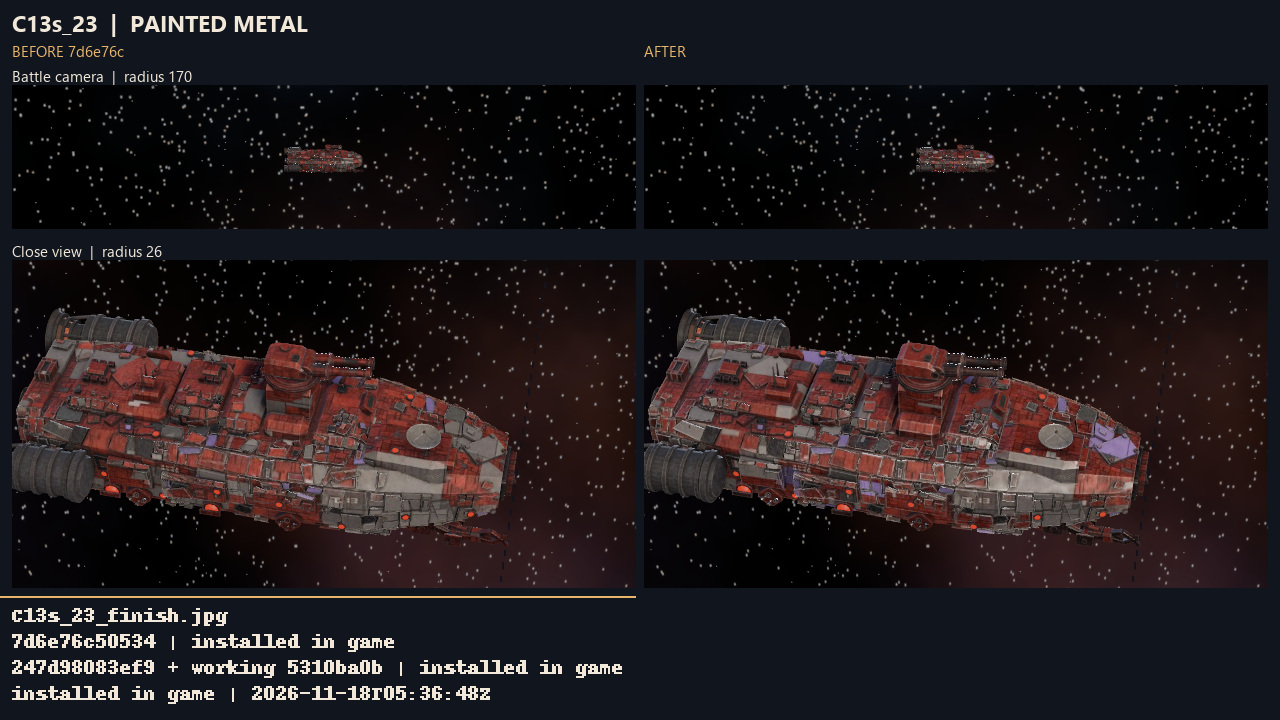 C13s_23 | PAINTED METAL
BEFORE 7d6e76c
AFTER
Battle camera | radius 170
Close view | radius 26
C13s_23_finish.jpg
7d6e76c50534 | installed in game
247d98083ef9 + working 5310ba0b | installed in game
installed in game | 2026-11-18T05:36:48Z